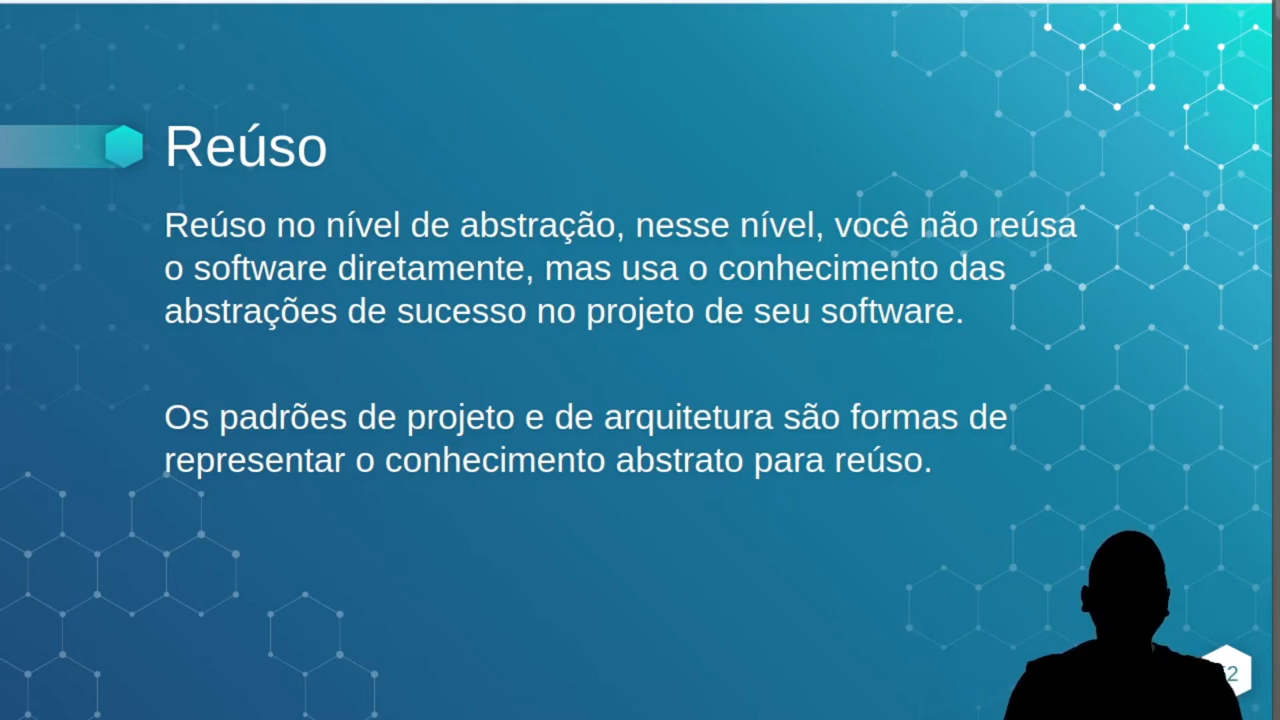 Reúso
Reúso no nível de abstração, nesse nível, você não reúsa
o software diretamente, mas usa o conhecimento das
abstrações de sucesso no projeto de seu software.
Os padrões de projeto e de arquitetura são formas de
representar o conhecimento abstrato para reúso.